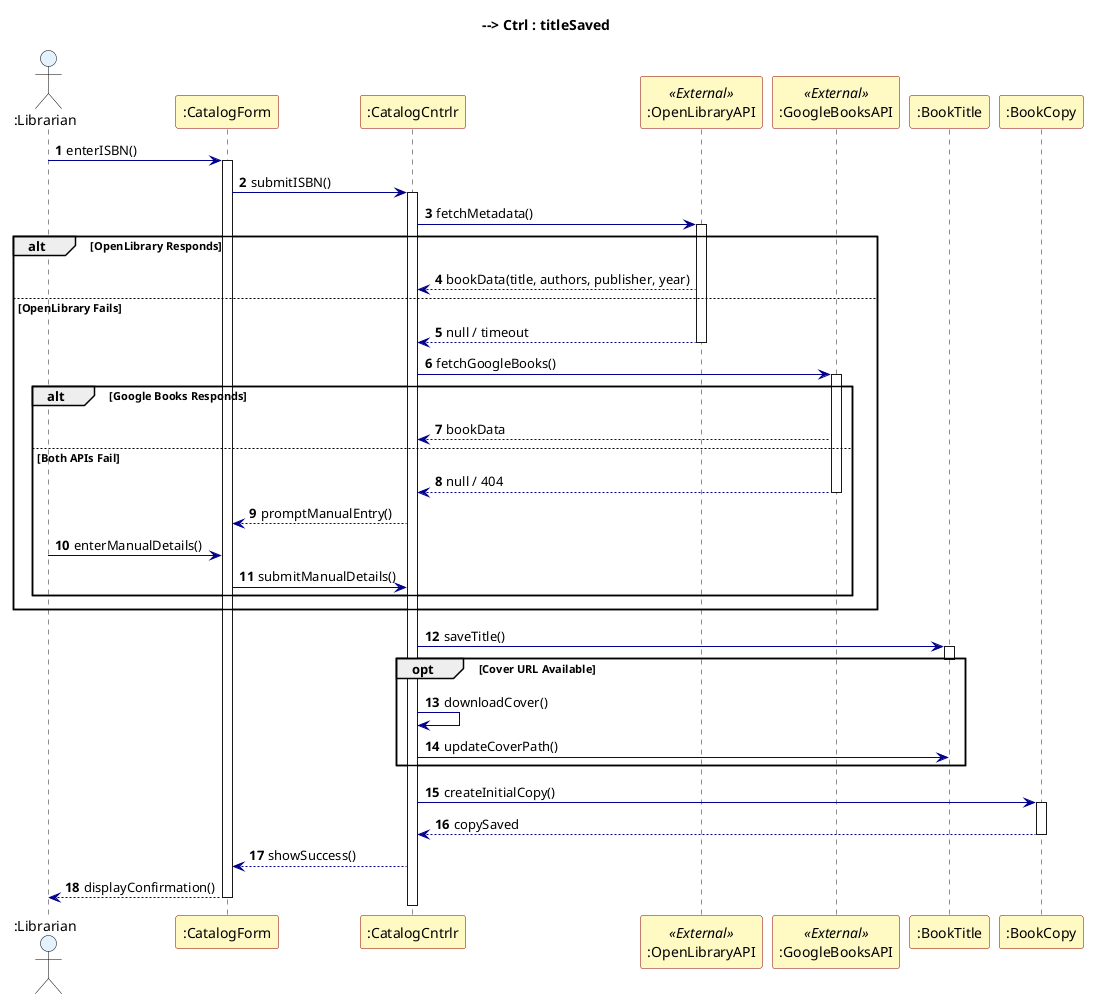 --> Ctrl : titleSaved
:Librarian
:CatalogForm
:CatalogCntrlr
«External»
:OpenLibraryAPI
«External»
:GoogleBooksAPI
:BookTitle
:BookCopy
1 enterISBN()
2 submitISBN()
3 fetchMetadata()
alt [OpenLibrary Responds]
4 bookData(title, authors, publisher, year)
[OpenLibrary Fails]
5 null / timeout
6 fetchGoogleBooks()
alt [Google Books Responds]
7 bookData
[Both APIs Fail]
8 null / 404
9 promptManualEntry()
10 enterManualDetails()
11 submitManualDetails()
12 saveTitle()
opt [Cover URL Available]
13 downloadCover()
14 updateCoverPath()
15 createInitialCopy()
16 copySaved
17 showSuccess()
18 displayConfirmation()
:Librarian
:CatalogForm
:CatalogCntrlr
«External»
:OpenLibraryAPI
«External»
:GoogleBooksAPI
:BookTitle
:BookCopy